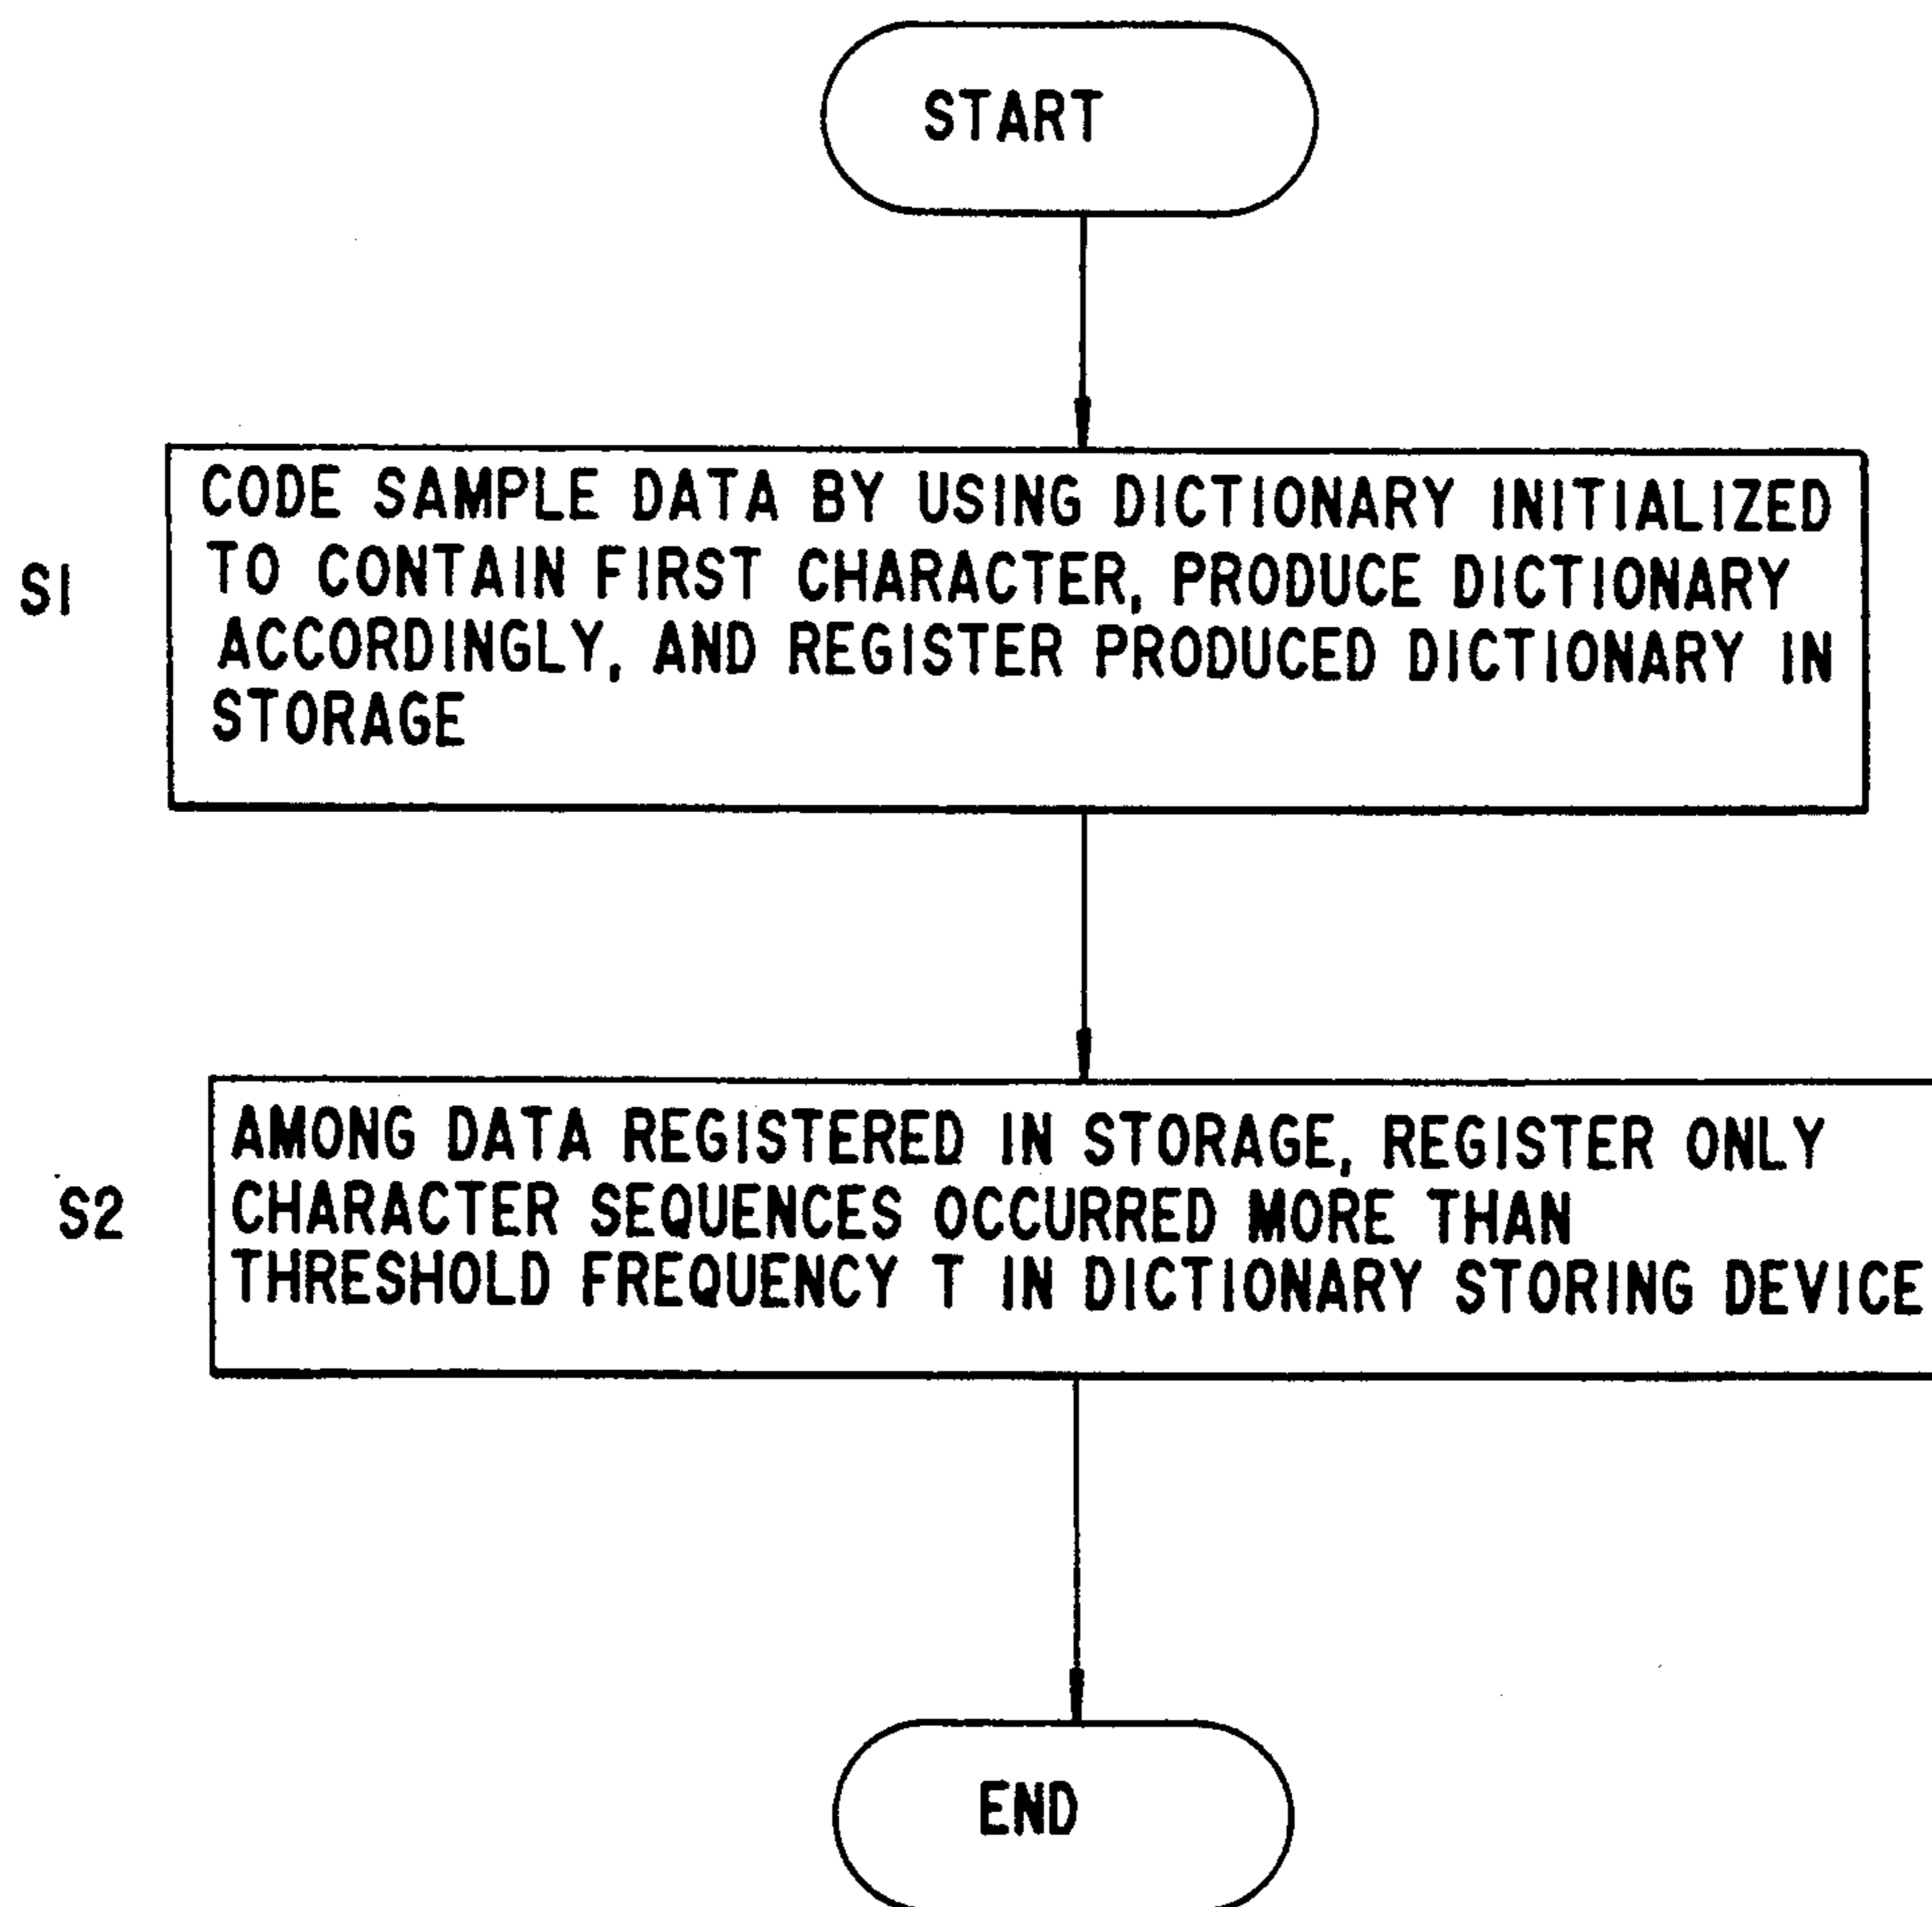 START
CODE SAMPLE DATA BY USING DICTIONARY INITIALIZED
TO CONTAIN FIRST CHARACTER, PRODUCE DICTIONARY
S1
ACCORDINGLY, AND REGISTER PRODUCED DICTIONARY IN
STORAGE
AMONG DATA REGISTERED IN STORAGE, REGISTER ONLY
S2
CHARACTER SEQUENCES OCCURRED MORE THAN
THRESHOLD FREQUENCY T IN DICTIONARY STORING DEVICE
END